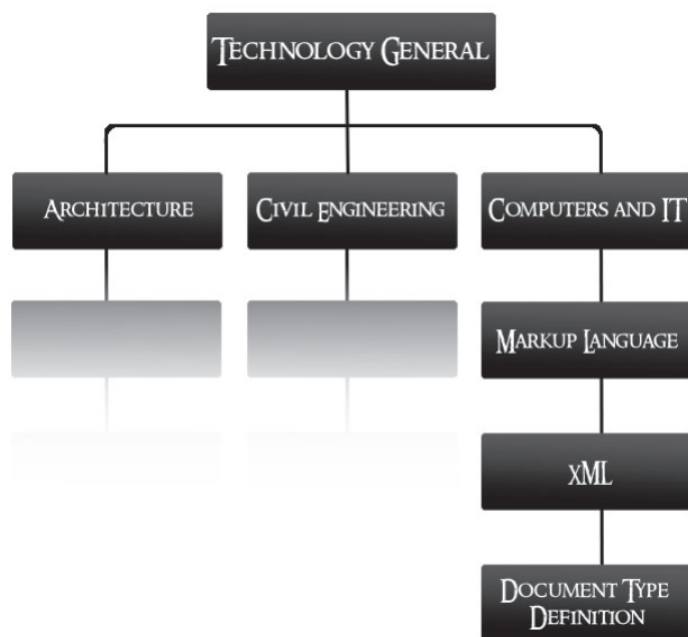 TECHNOLOGY GENERAL
ARCHITECTURE
CIVIL ENGINEERING
COMPUTERS AND IT
MARKUP LANGUAGE
XML
DOCUMENT TYPE
DEFINITION